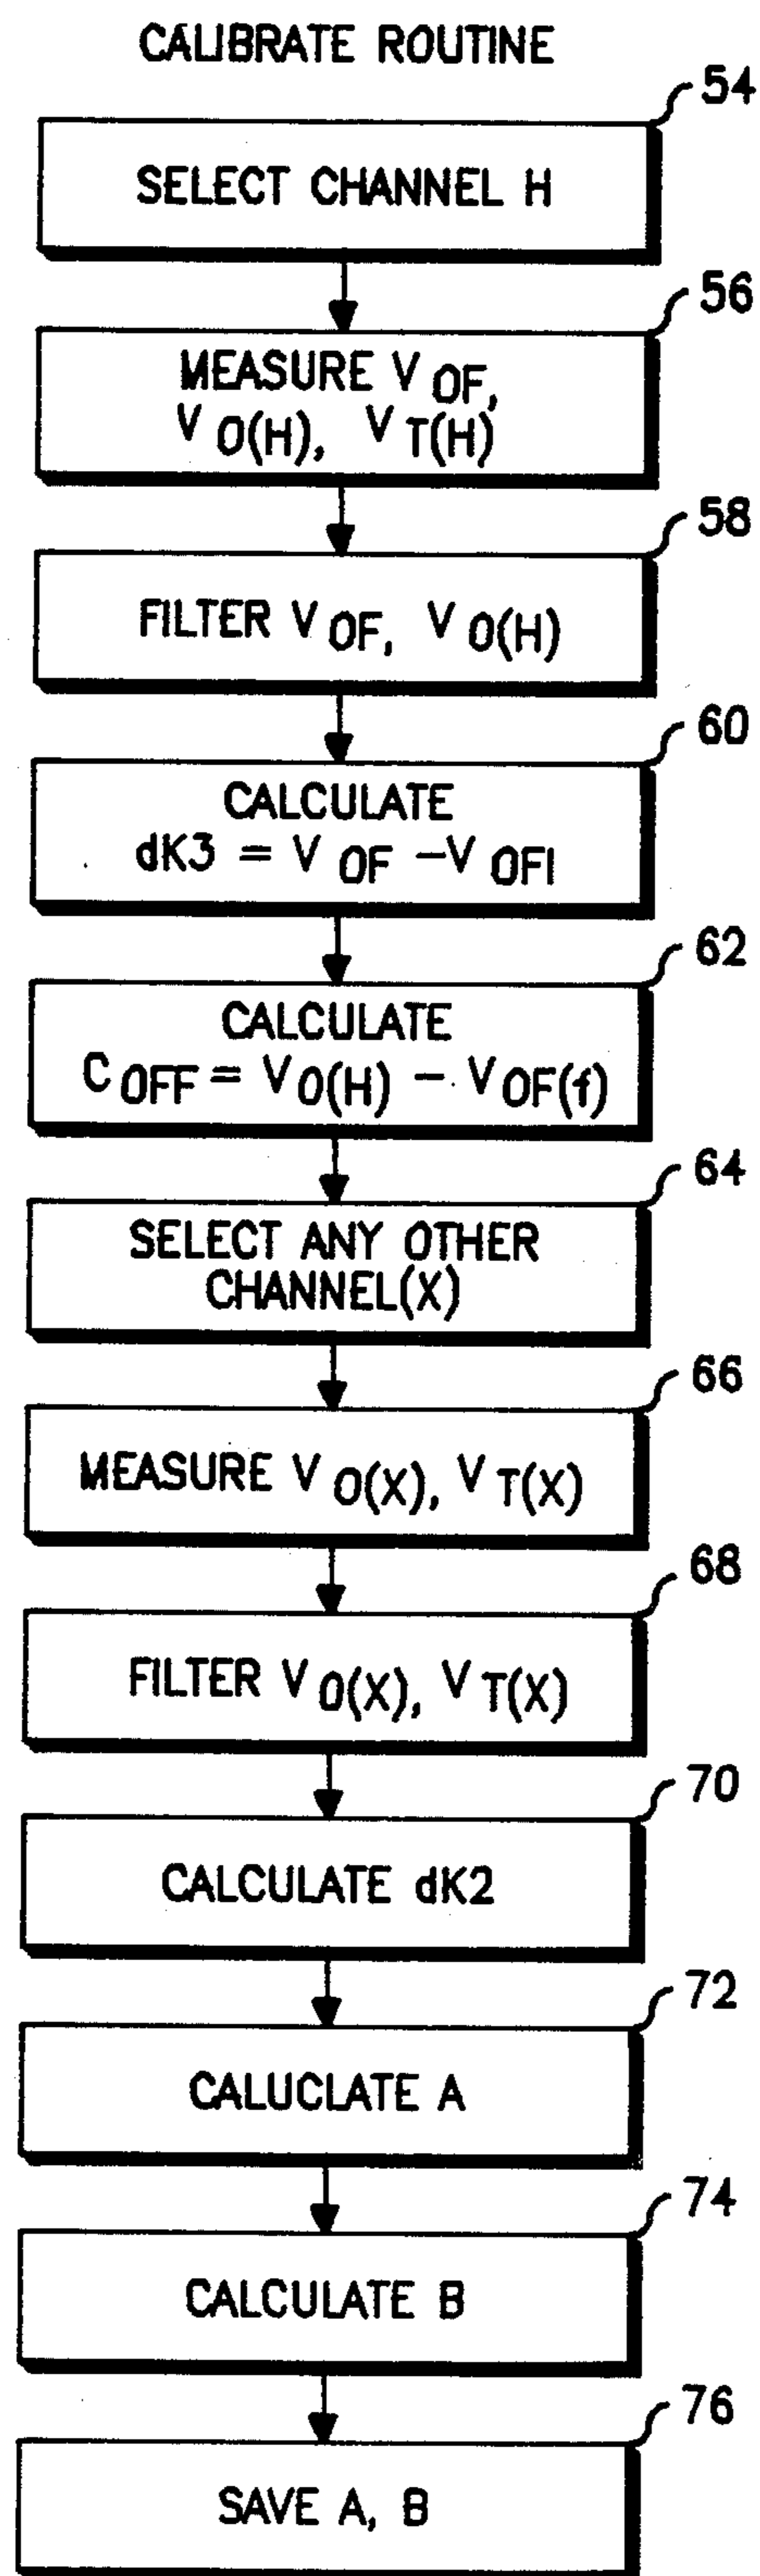 CALIBRATE ROUTINE
54
SELECT CHANNEL H
56
MEASURE V OF,
V O(H), V T(H)
58
FILTER V OF, V O(H)
60
CALCULATE
dK3 = V OF -V OFI
62
CALCULATE
C OFF = V O(H) - V OF(f)
64
SELECT ANY OTHER
CHANNEL(X)
66
MEASURE V O(X), V T(X)
68
FILTER V O(X), V T(X)
70
CALCULATE dK2
72
CALUCLATE A
74
CALCULATE B
76
SAVE A, B